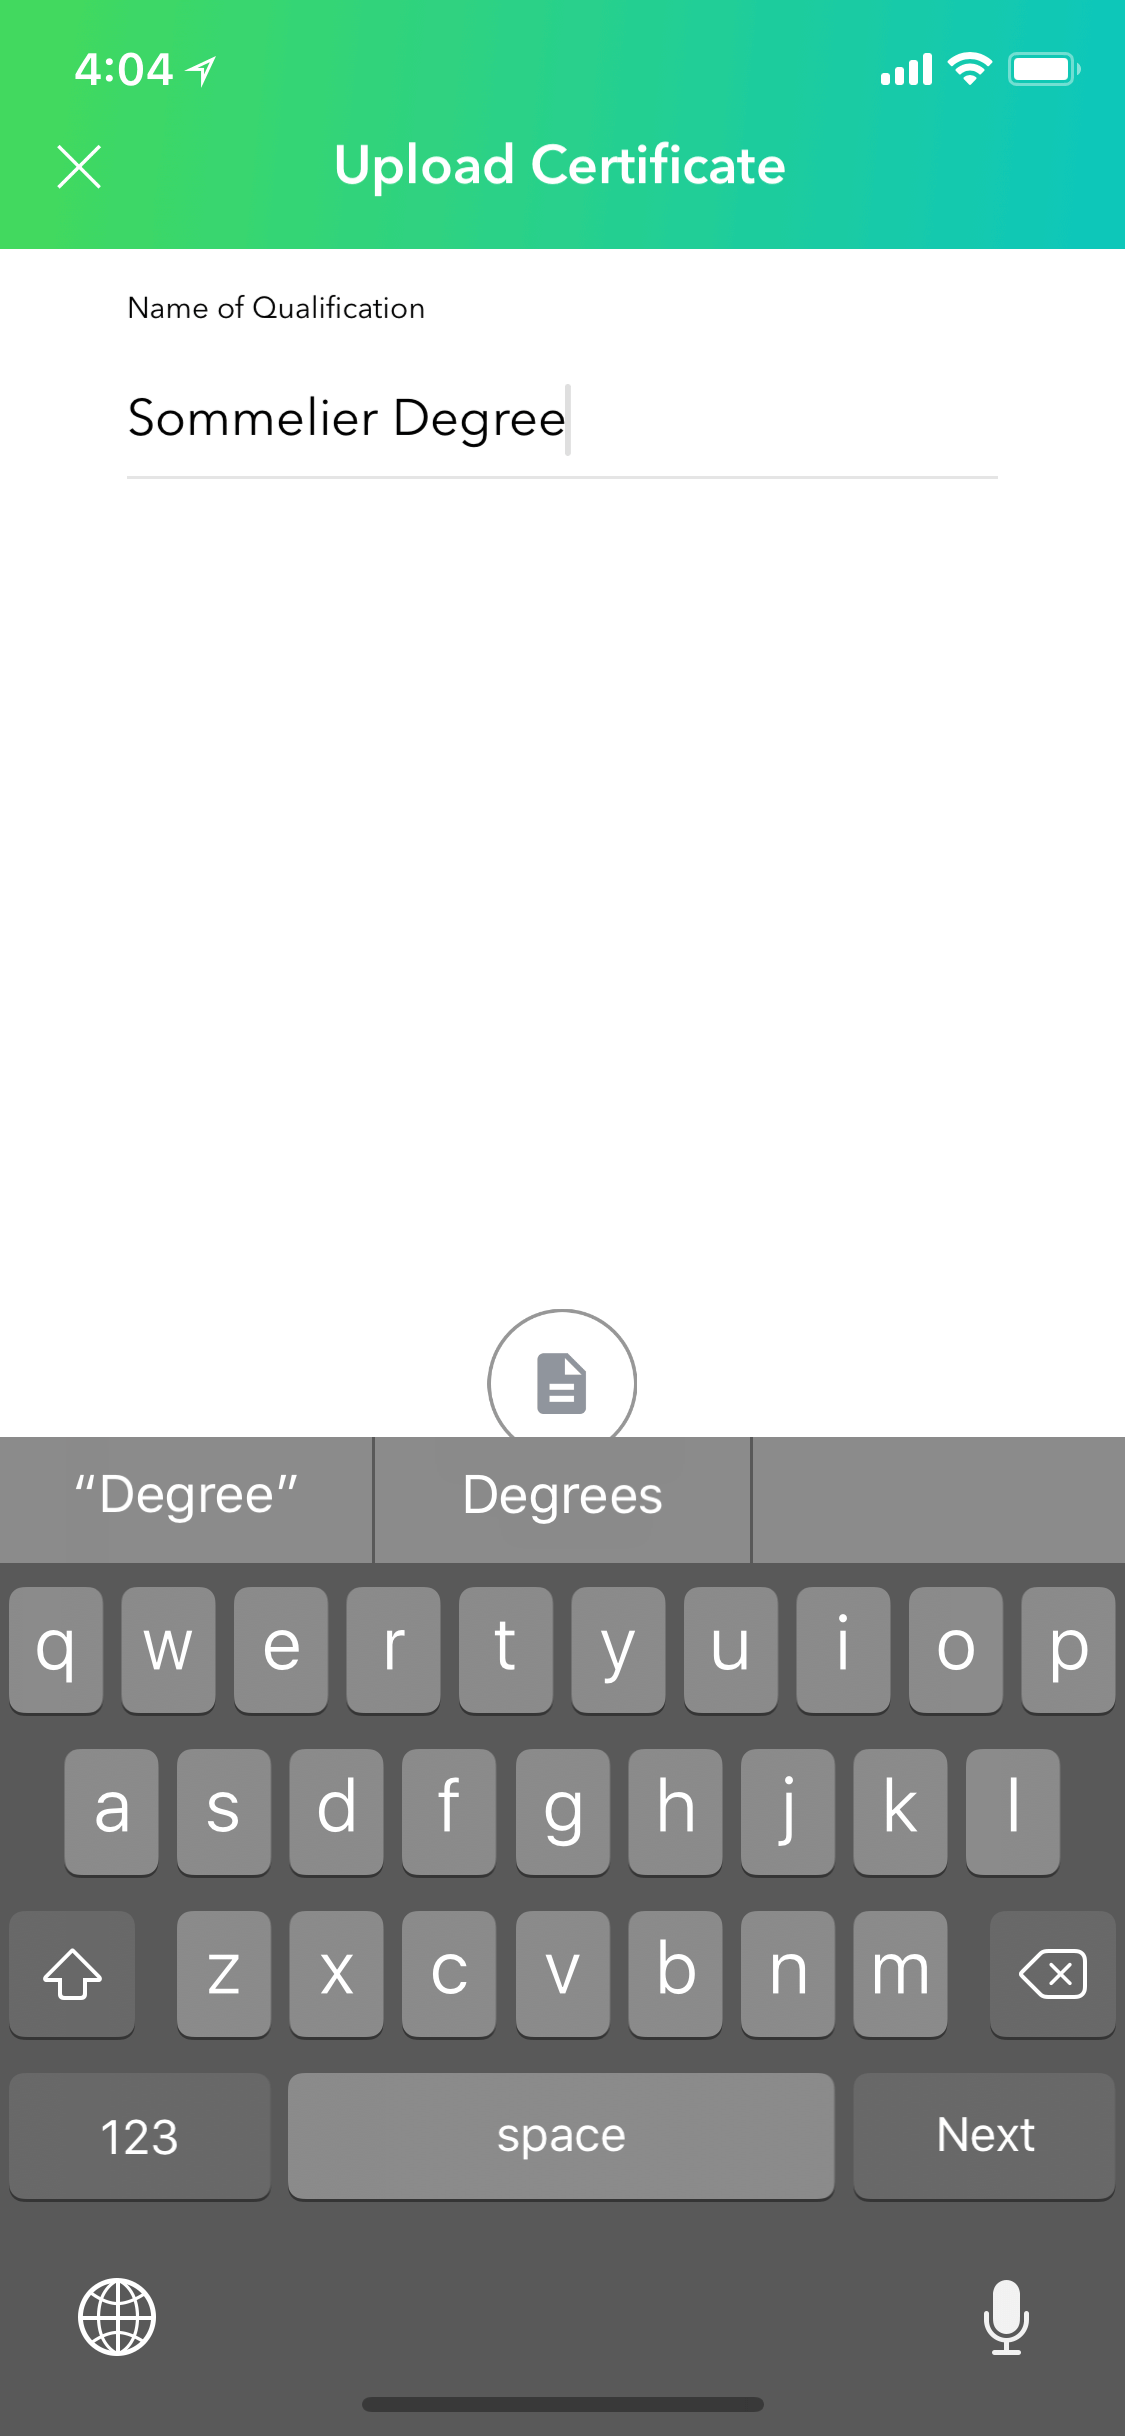 4:04
Upload Certificate
Name of Qualification
Sommelier Degree
“Degree” Degrees
q w e r t y u i o p
a s d f g h j k l
z x c v b n m
123 space Next